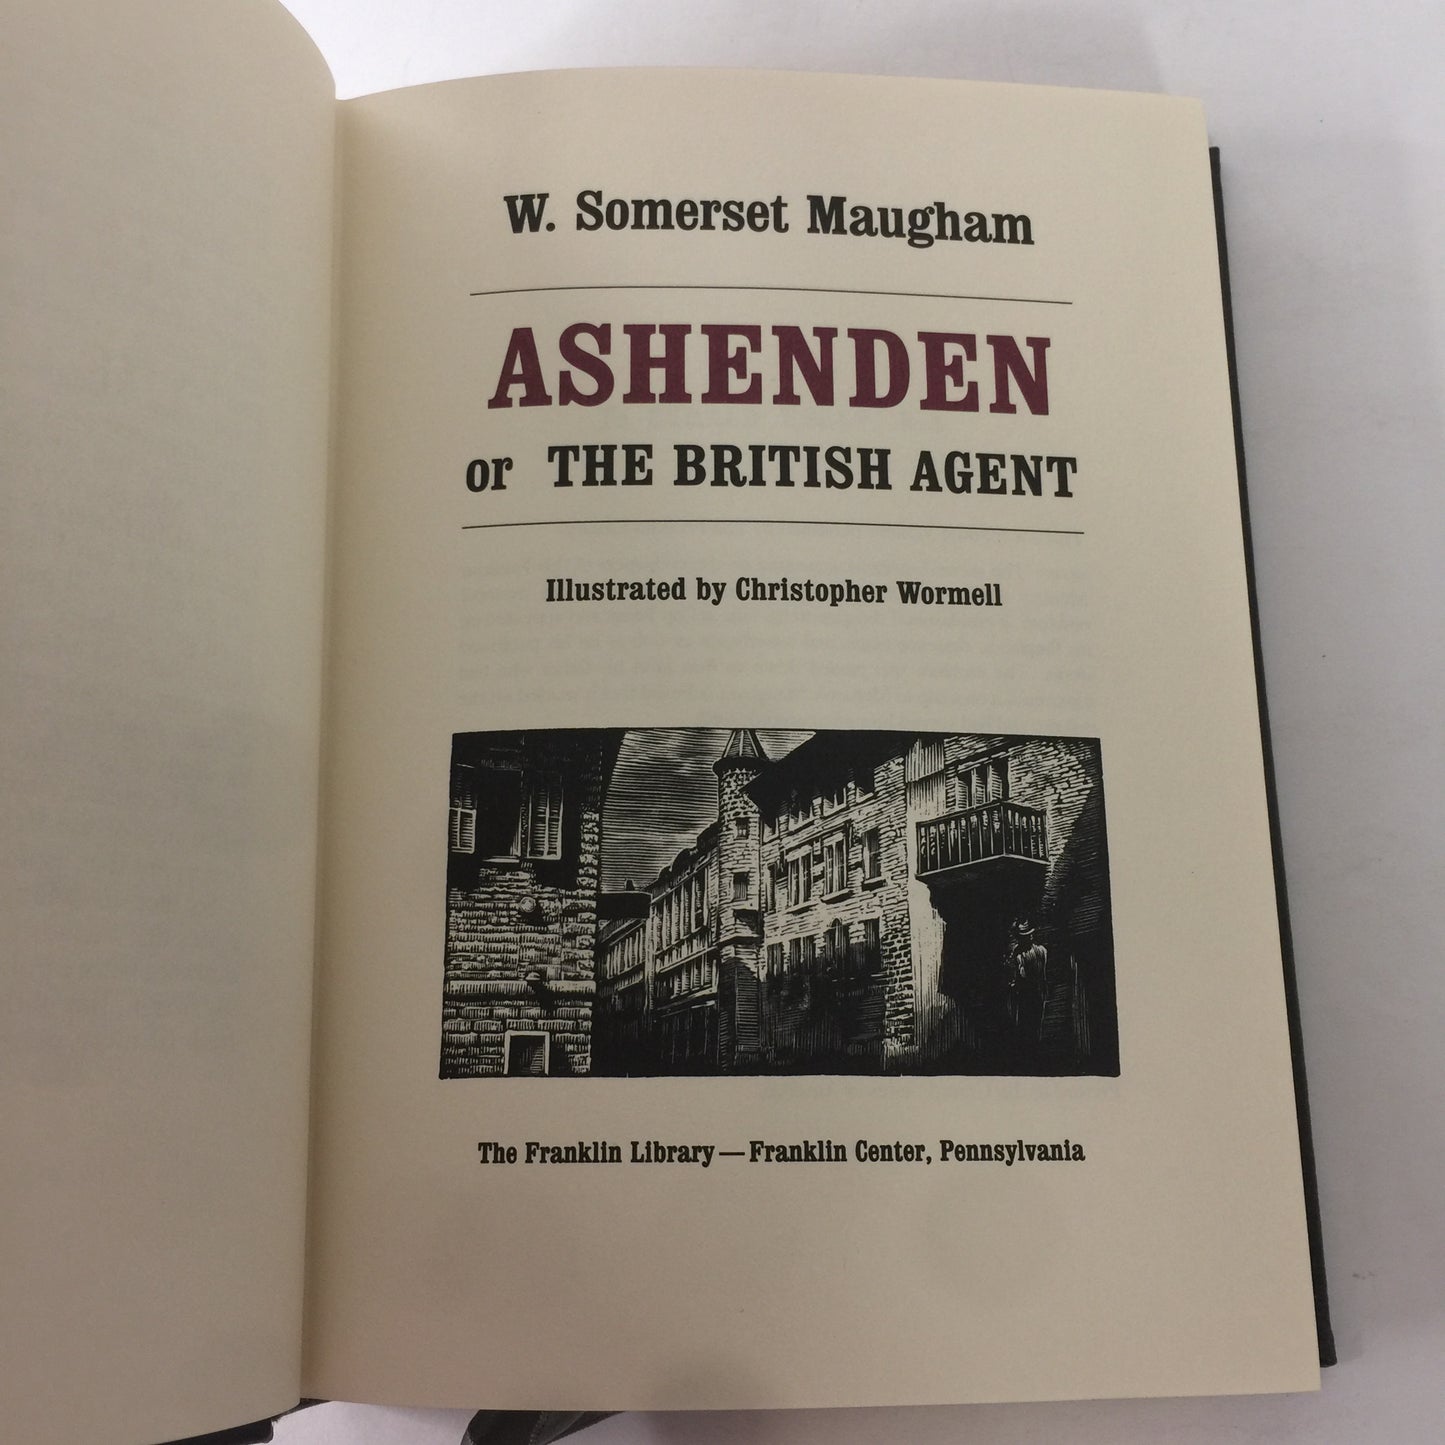 W. Somerset Maugham
ASHENDEN
or THE BRITISH AGENT
Illustrated by Christopher Wormell
The Franklin Library — Franklin Center, Pennsylvania